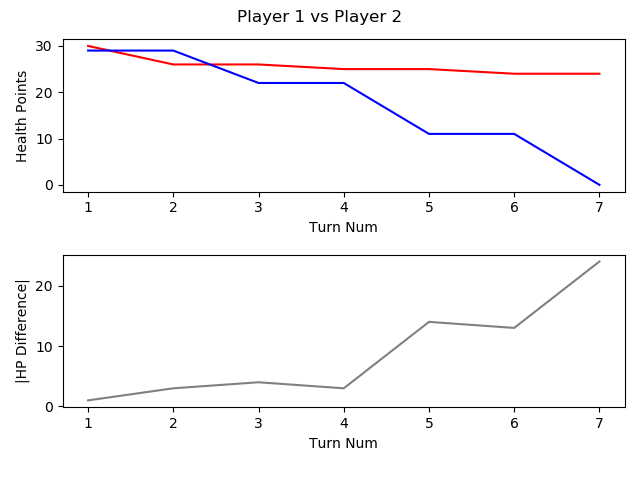 Player 1 vs Player 2
30
20
10
0
Health Points
1 2 3 4 5 6 7
Turn Num
20
10
0
|HP Difference|
1 2 3 4 5 6 7
Turn Num